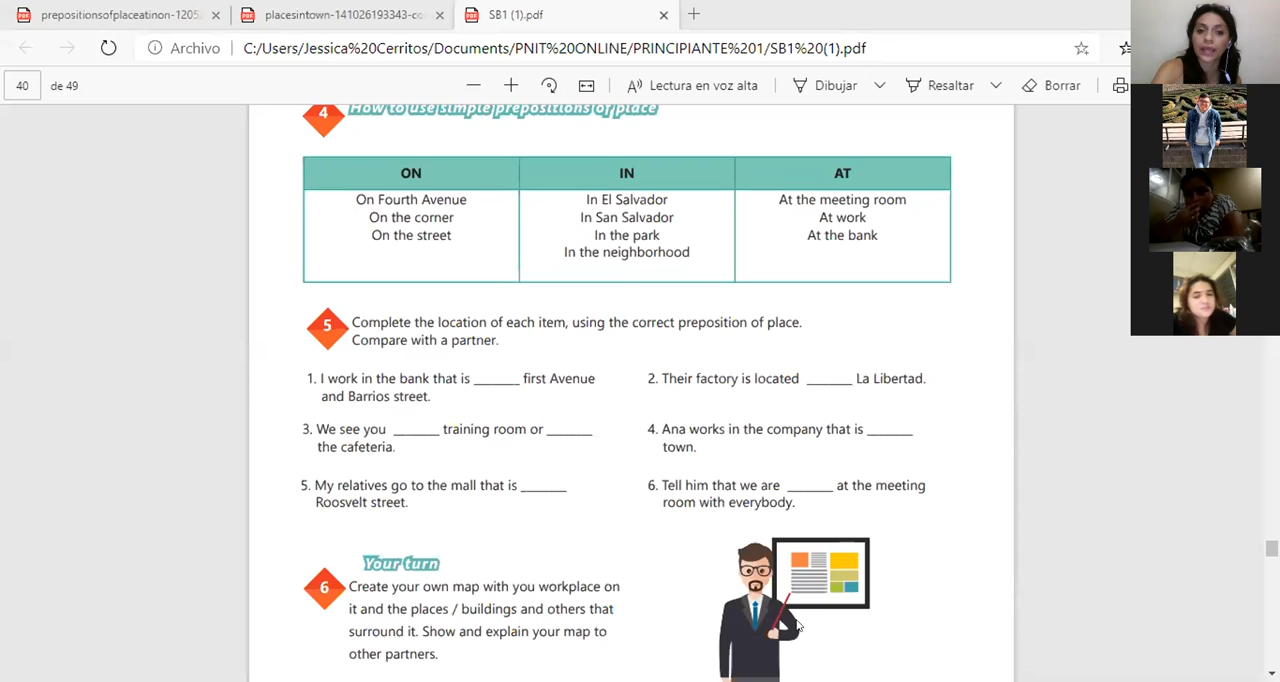 prepositionsofplaceatinon-1205
placesintown-141026193343-co
SB1 (1).pdf
Archivo
C:/Users/Jessica%20Cerritos/Documents/PNIT%20ONLINE/PRINCIPIANTE%201/SB1%20(1).pdf
40 de 49
Lectura en voz alta
Dibujar
Resaltar
Borrar
4 How to use simple prepositions of place
ON IN AT
On Fourth Avenue In El Salvador At the meeting room
On the corner In San Salvador At work
On the street In the park At the bank
In the neighborhood
5 Complete the location of each item, using the correct preposition of place.
Compare with a partner.
1. I work in the bank that is ______ first Avenue
and Barrios street.
2. Their factory is located ______ La Libertad.
3. We see you ______ training room or ______
the cafeteria.
4. Ana works in the company that is ______
town.
5. My relatives go to the mall that is ______
Roosvelt street.
6. Tell him that we are ______ at the meeting
room with everybody.
Your turn
6 Create your own map with you workplace on
it and the places / buildings and others that
surround it. Show and explain your map to
other partners.